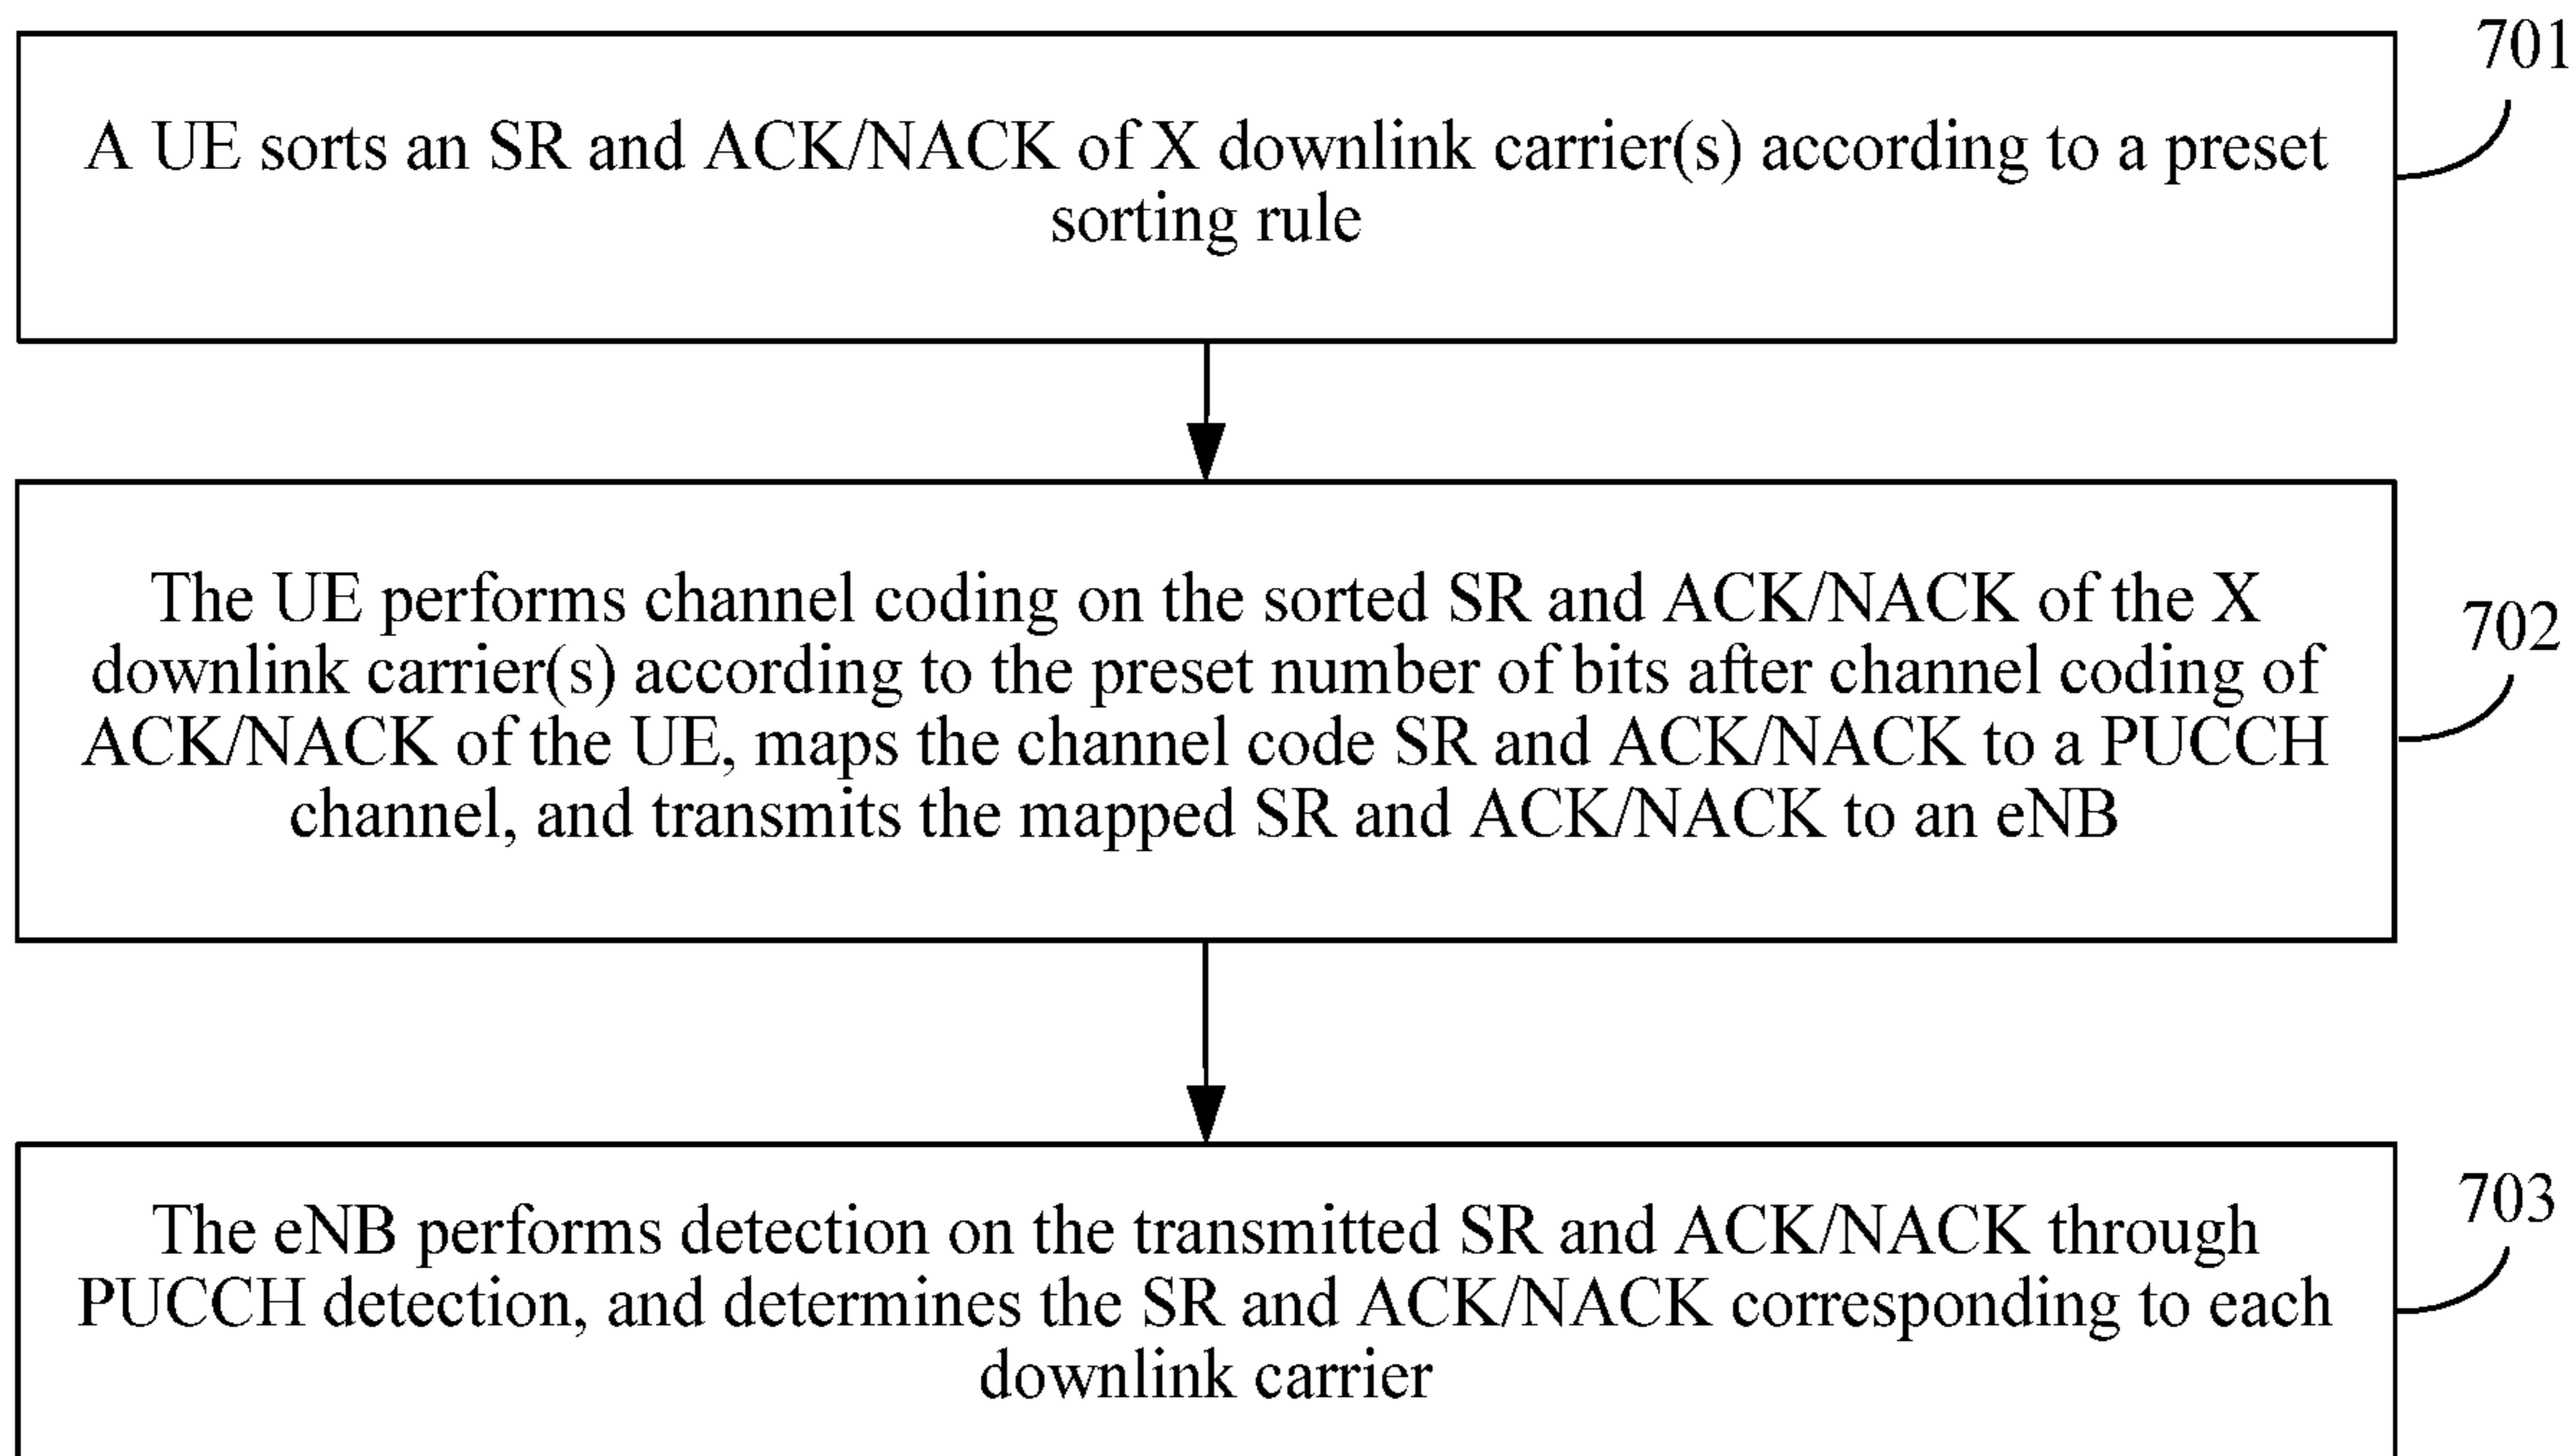 701
A UE sorts an SR and ACK/NACK of X downlink carrier(s) according to a preset
sorting rule
The UE performs channel coding on the sorted SR and ACK/NACK of the X
702
downlink carrier(s) according to the preset number of bits after channel coding of
ACK/NACK of the UE, maps the channel code SR and ACK/NACK to a PUCCH
channel, and transmits the mapped SR and ACK/NACK to an eNB
703
The eNB performs detection on the transmitted SR and ACK/NACK through
PUCCH detection, and determines the SR and ACK/NACK corresponding to each
downlink carrier